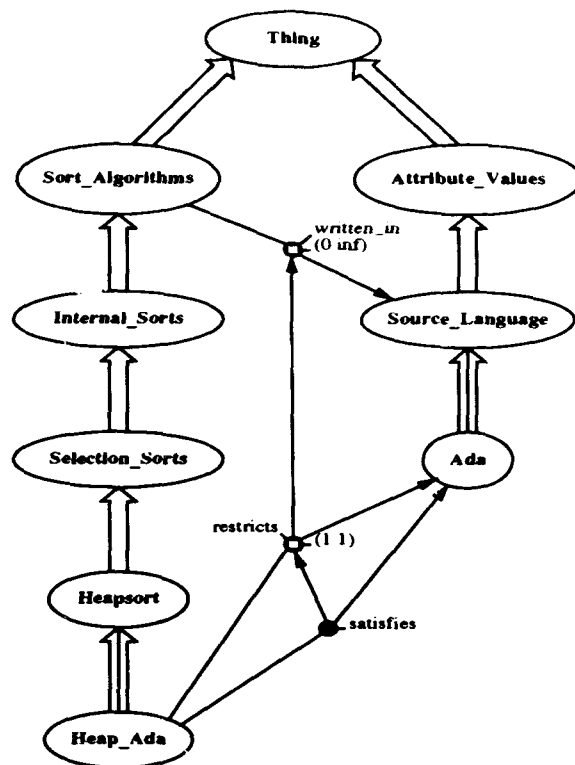 Thing
Sort_Algorithms
Attribute_Values
written_in
(0 inf)
Internal_Sorts
Source_Language
Selection_Sorts
Ada
restricts
(1 1)
Heapsort
satisfies
Heap_Ada